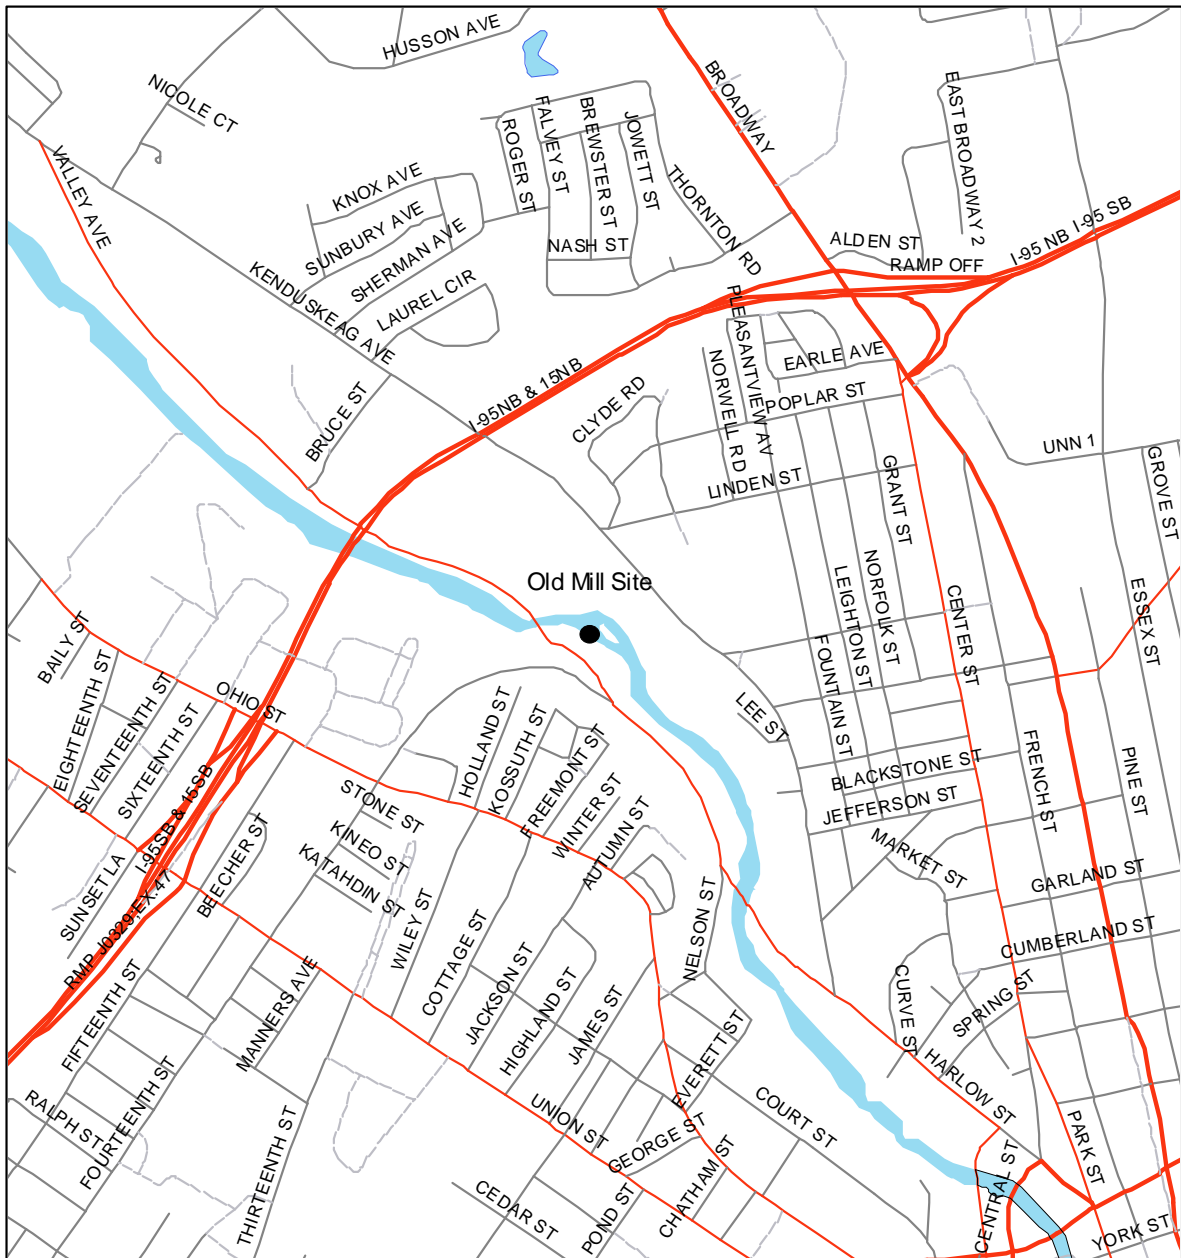 HUSSON AVE
BROADWAY
NICOLE CT
EAST BROADWAY 2
ROGER ST
FALVEY ST
BREWSTER ST
JOWETT ST
VALLEY AVE
KNOX AVE
THORNTON RD
SUNBURY AVE
SHERMAN AVE
NASH ST
ALDEN ST
I-95 NB I-95 SB
RAMP OFF
KENDUSKEAG AVE
LAUREL CIR
PLEASANTVIEW AV
EARLE AVE
NORWELL RD
I-95NB & 15NB
CLYDE RD
POPLAR ST
BRUCE ST
UNN 1
GROVE ST
LINDEN ST
GRANT ST
Old Mill Site
NORFOLK ST
LEIGHTON ST
CENTER ST
ESSEX ST
BAILY ST
FOUNTAIN ST
EIGHTEENTH ST
SEVENTEENTH ST
SIXTEENTH ST
OHIO ST
HOLLAND ST
KOSSUTH ST
FREEMONT ST
LEE ST
FRENCH ST
PINE ST
BLACKSTONE ST
JEFFERSON ST
I-95SB & 15SB
STONE ST
WINTER ST
AUTUMN ST
KINEO ST
KATAHDIN ST
MARKET ST
GARLAND ST
SUNSET LA
BEECHER ST
RMP J0329,EX.47
WILEY ST
COTTAGE ST
NELSON ST
CUMBERLAND ST
JACKSON ST
HIGHLAND ST
JAMES ST
CURVE ST
SPRING ST
FIFTEENTH ST
MANNERS AVE
EVERETT ST
HARLOW ST
RALPH ST
FOURTEENTH ST
UNION ST
COURT ST
PARK ST
GEORGE ST
THIRTEENTH ST
CHATHAM ST
CEDAR ST
POND ST
CENTRAL ST
YORK ST